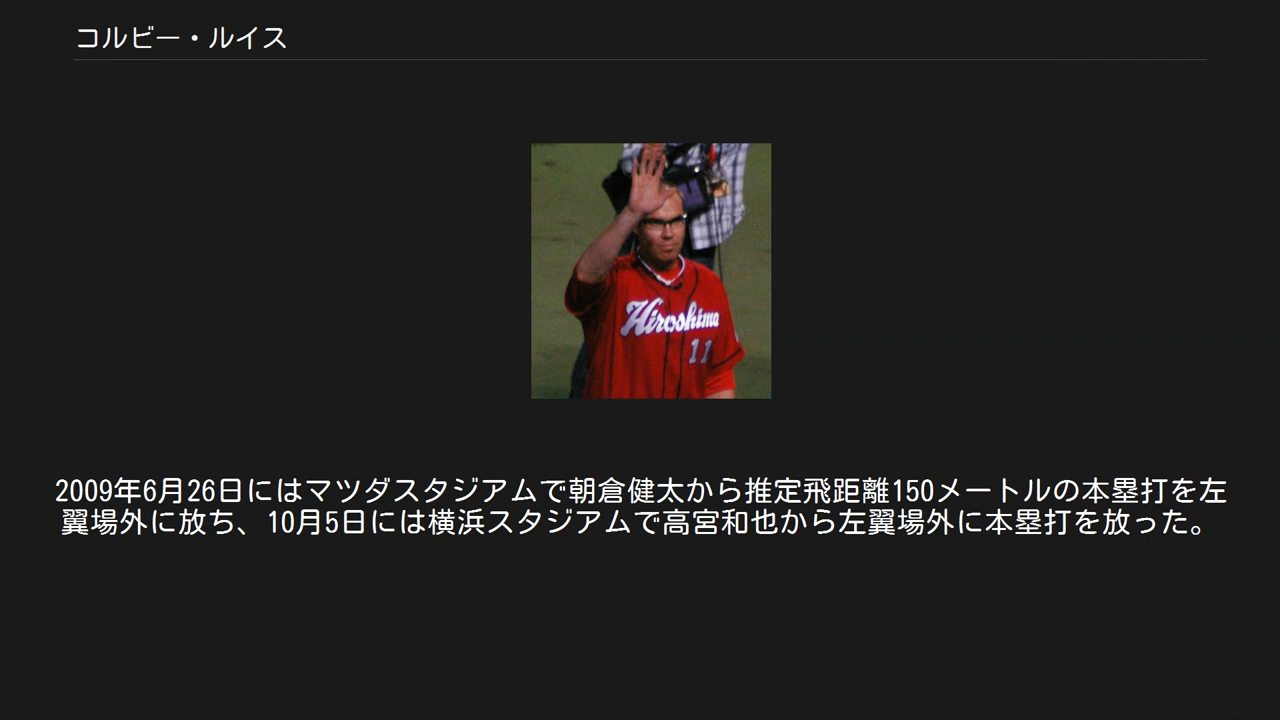 コルビー・ルイス
Hiroshima
11
2009年6月26日にはマツダスタジアムで朝倉健太から推定飛距離150メートルの本塁打を左
翼場外に放ち、10月5日には横浜スタジアムで高宮和也から左翼場外に本塁打を放った。